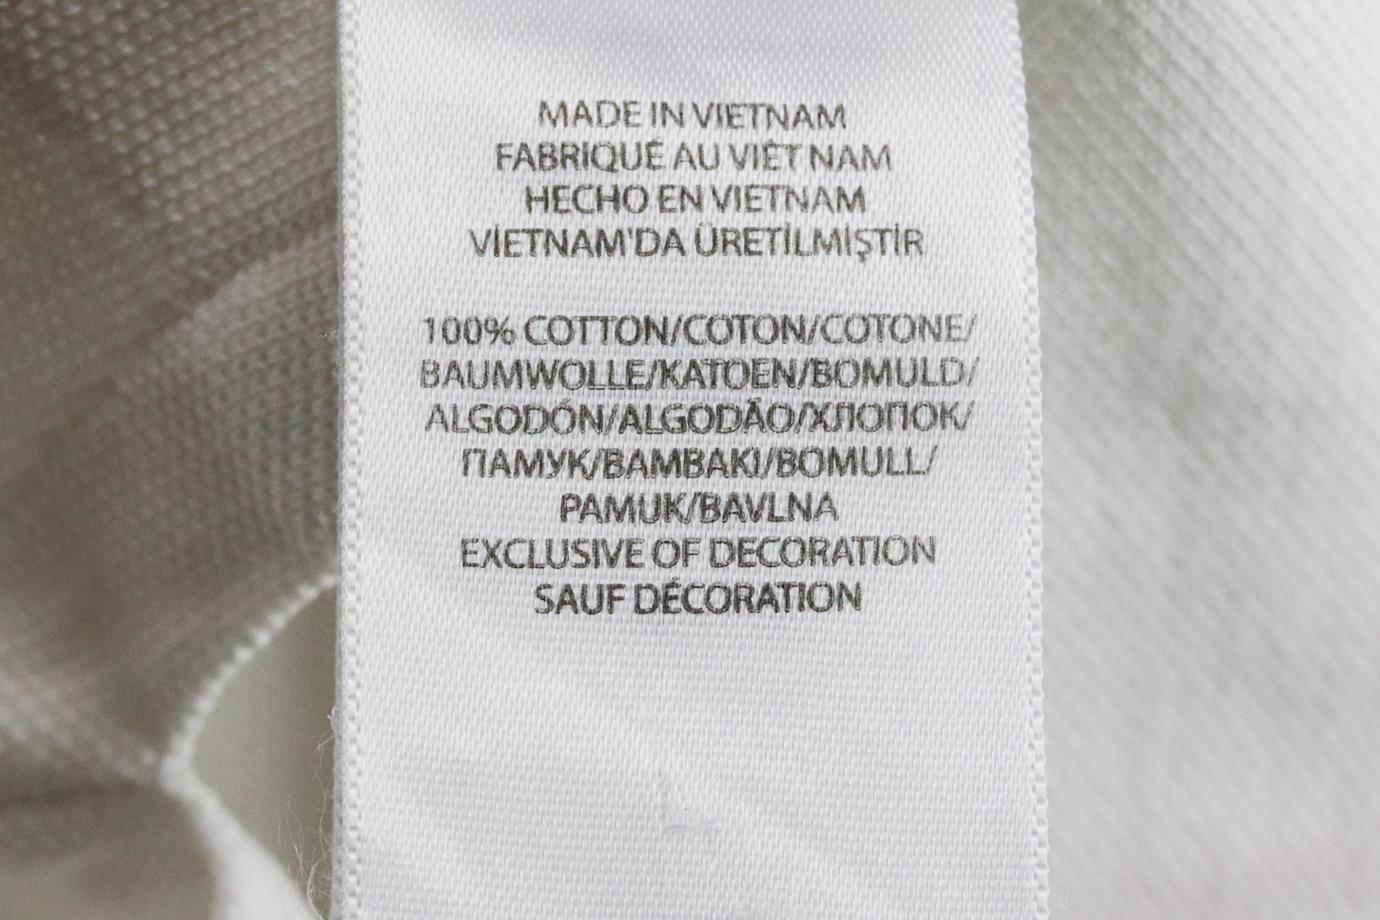 MADE IN VIETNAM
FABRIQUÉ AU VIÊT NAM
HECHO EN VIETNAM
VİETNAM'DA ÜRETİLMİŞTİR
100% COTTON/COTON/COTONE/
BAUMWOLLE/KATOEN/BOMULD/
ALGODÓN/ALGODÃO/ХЛОПОК/
ПАМУК/BAMBAKI/BOMULL/
PAMUK/BAVLNA
EXCLUSIVE OF DECORATION
SAUF DÉCORATION